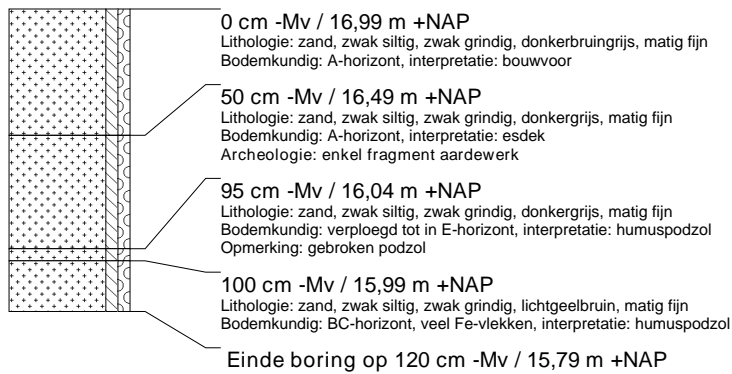 0 cm -Mv / 16,99 m +NAP
Lithologie: zand, zwak siltig, zwak grindig, donkerbruingrijs, matig fijn
Bodemkundig: A-horizont, interpretatie: bouwvoor
50 cm -Mv / 16,49 m +NAP
Lithologie: zand, zwak siltig, zwak grindig, donkergrijs, matig fijn
Bodemkundig: A-horizont, interpretatie: esdek
Archeologie: enkel fragment aardewerk
95 cm -Mv / 16,04 m +NAP
Lithologie: zand, zwak siltig, zwak grindig, donkergrijs, matig fijn
Bodemkundig: verploegd tot in E-horizont, interpretatie: humuspodzol
Opmerking: gebroken podzol
100 cm -Mv / 15,99 m +NAP
Lithologie: zand, zwak siltig, zwak grindig, lichtgeelbruin, matig fijn
Bodemkundig: BC-horizont, veel Fe-vlekken, interpretatie: humuspodzol
Einde boring op 120 cm -Mv / 15,79 m +NAP